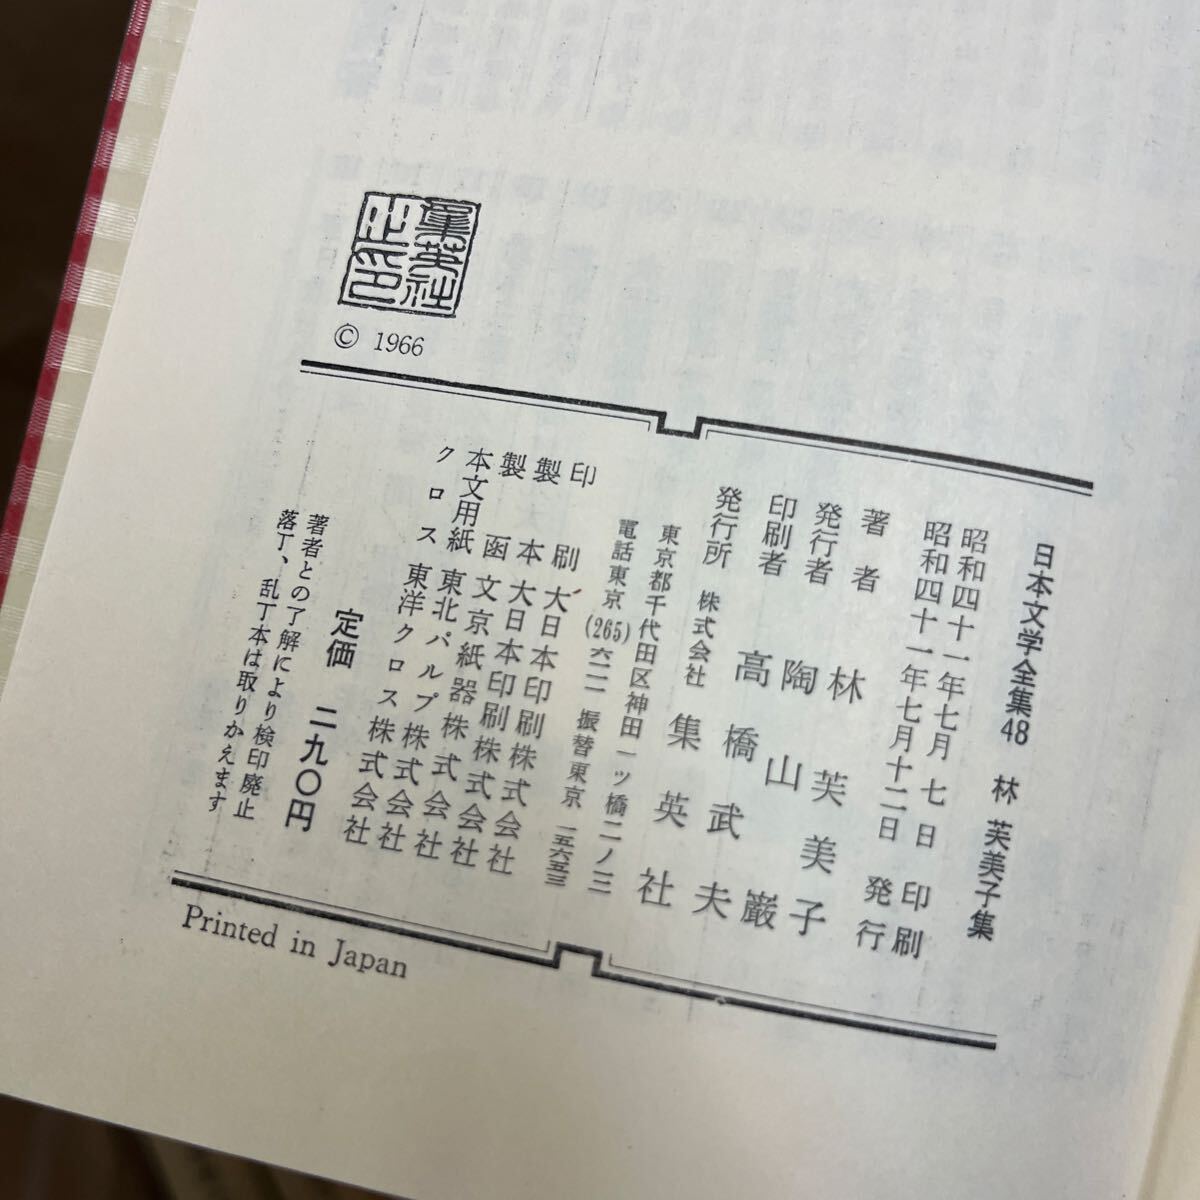 集英社之印
© 1966
日本文学全集48 林 芙美子集
昭和四十一年七月 七日 印刷
昭和四十一年七月十二日 発行
著者 林 芙美子
発行者 陶山 巌
印刷者 高橋武夫
発行所 株式会社 集英社
東京都千代田区神田一ツ橋二ノ三
電話東京(265)六一一一 振替東京 一五六五三
印刷 大日本印刷株式会社
製本 大日本印刷株式会社
製函 文京紙器株式会社
本文用紙 東北パルプ株式会社
クロス 東洋クロス株式会社
定価 二九〇円
著者との了解により検印廃止
落丁、乱丁本は取りかえます
Printed in Japan